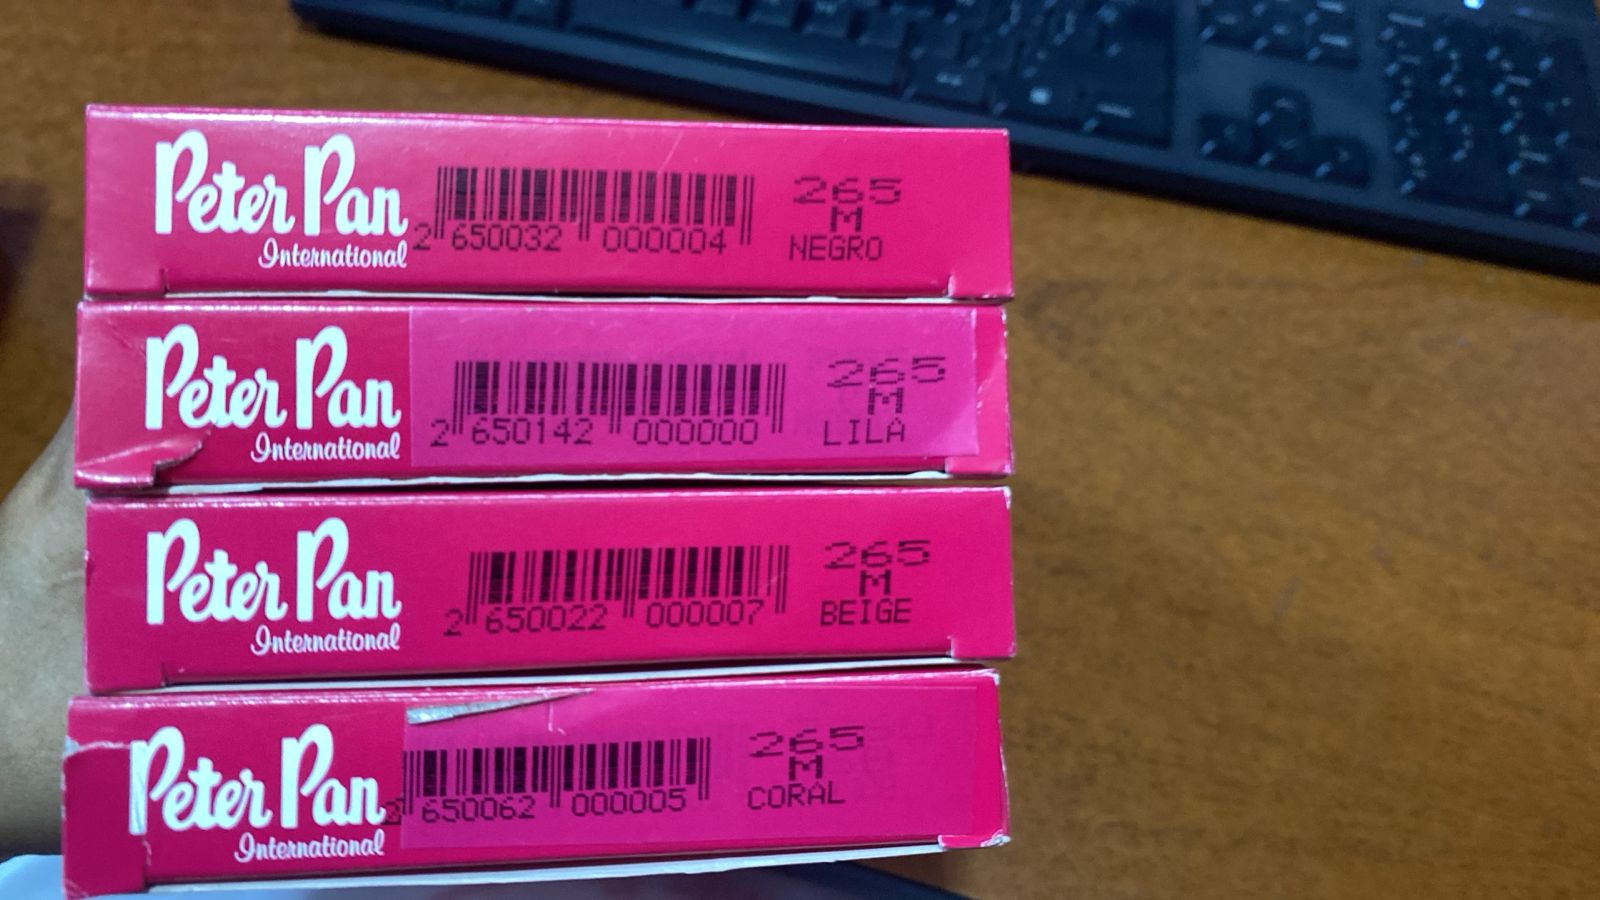 Peter Pan
International
2 650032 000004
265
M
NEGRO
Peter Pan
International
2 650142 000000
265
M
LILA
Peter Pan
International
2 650022 000007
265
M
BEIGE
Peter Pan
International
2 650062 000005
265
M
CORAL